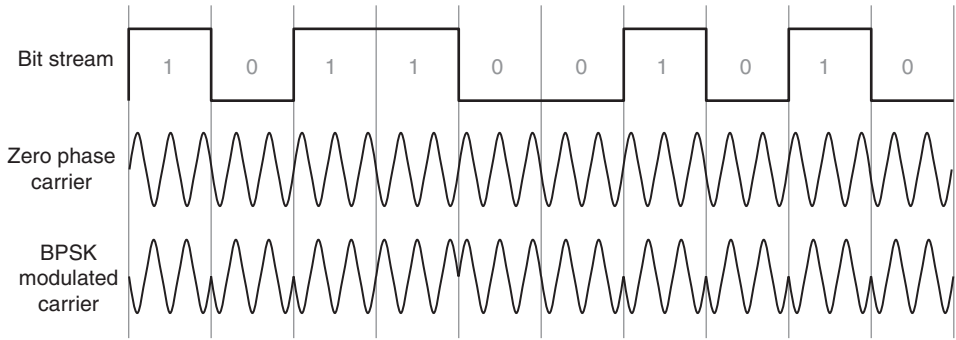 Bit stream
1 0 1 1 0 0 1 0 1 0
Zero phase
carrier
BPSK
modulated
carrier